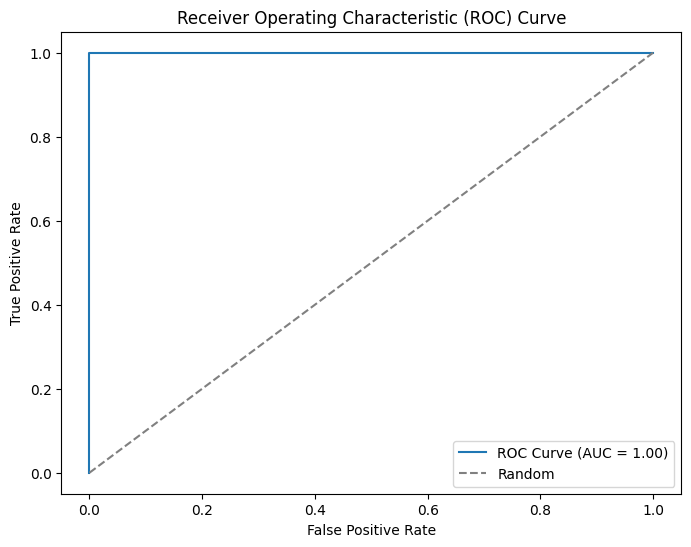 Receiver Operating Characteristic (ROC) Curve
True Positive Rate
1.0
0.8
0.6
0.4
0.2
0.0
ROC Curve (AUC = 1.00)
Random
0.0 0.2 0.4 0.6 0.8 1.0
False Positive Rate